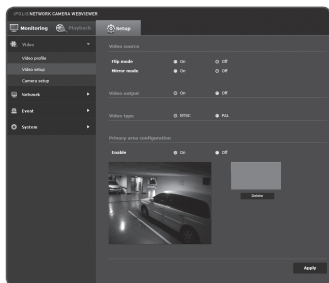 iPOLiS NETWORK CAMERA WEBVIEWER
Monitoring Playback Setup
Video
Video profile
Video setup
Camera setup
Network
Event
System
Video source
Flip mode On Off
Mirror mode On Off
Video output On Off
Video type NTSC PAL
Primary area configuration
Enable On Off
Delete
Apply